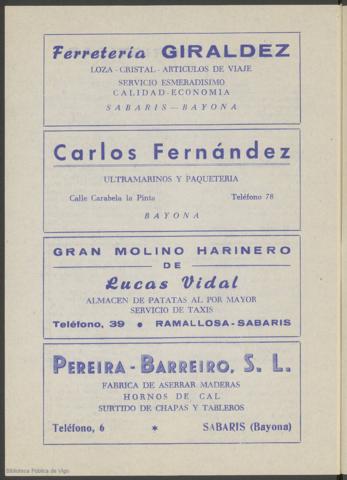 Ferretería GIRALDEZ
LOZA - CRISTAL - ARTICULOS DE VIAJE
SERVICIO ESMERADISIMO
CALIDAD - ECONOMIA
SABARIS — BAYONA
Carlos Fernández
ULTRAMARINOS Y PAQUETERIA
Calle Carabela la Pinta Teléfono 78
BAYONA
GRAN MOLINO HARINERO
DE
Lucas Vidal
ALMACEN DE PATATAS AL POR MAYOR
SERVICIO DE TAXIS
Teléfono, 39 • RAMALLOSA - SABARIS
PEREIRA - BARREIRO, S. L.
FABRICA DE ASERRAR MADERAS
HORNOS DE CAL
SURTIDO DE CHAPAS Y TABLEROS
Teléfono, 6 * SABARIS (Bayona)
Biblioteca Pública de Vigo